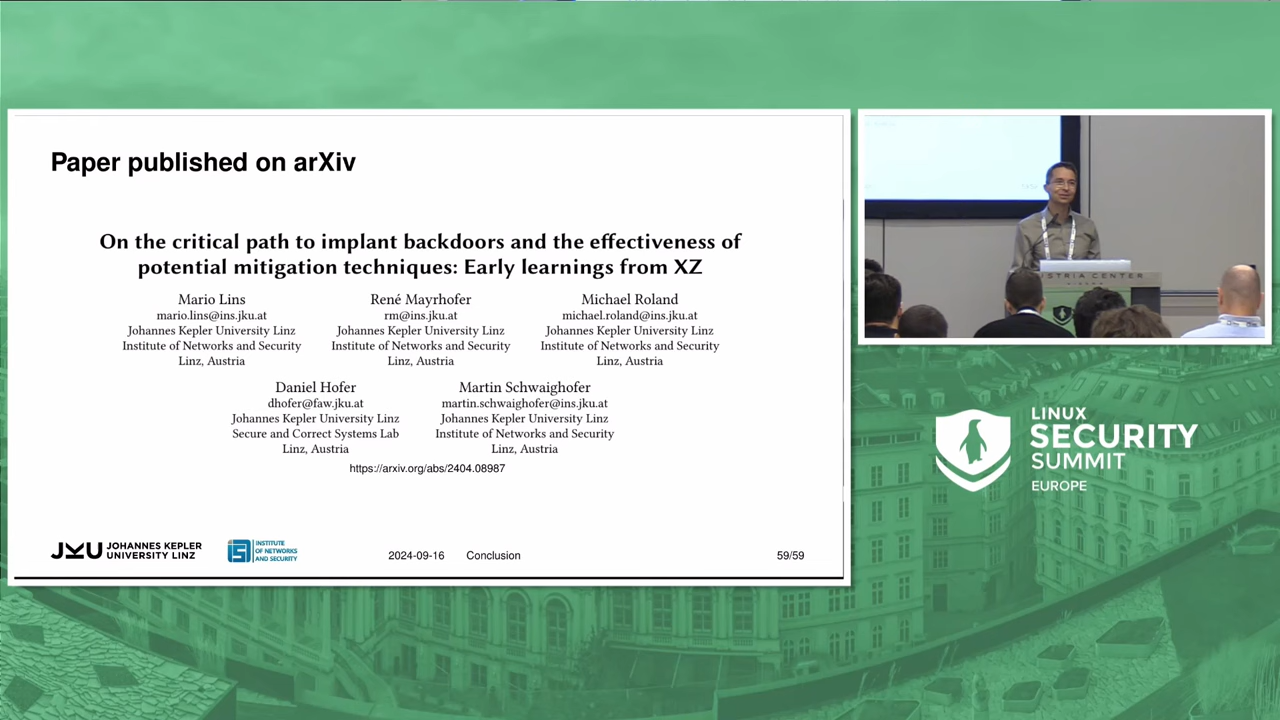 Paper published on arXiv
On the critical path to implant backdoors and the effectiveness of
potential mitigation techniques: Early learnings from XZ
Mario Lins
mario.lins@ins.jku.at
Johannes Kepler University Linz
Institute of Networks and Security
Linz, Austria
René Mayrhofer
rm@ins.jku.at
Johannes Kepler University Linz
Institute of Networks and Security
Linz, Austria
Michael Roland
michael.roland@ins.jku.at
Johannes Kepler University Linz
Institute of Networks and Security
Linz, Austria
Daniel Hofer
dhofer@faw.jku.at
Johannes Kepler University Linz
Secure and Correct Systems Lab
Linz, Austria
Martin Schwaighofer
martin.schwaighofer@ins.jku.at
Johannes Kepler University Linz
Institute of Networks and Security
Linz, Austria
https://arxiv.org/abs/2404.08987
JKU JOHANNES KEPLER
UNIVERSITY LINZ
INSTITUTE
OF NETWORKS
AND SECURITY
2024-09-16 Conclusion
59/59
USTRIA CENTER
LINUX
SECURITY
SUMMIT
EUROPE